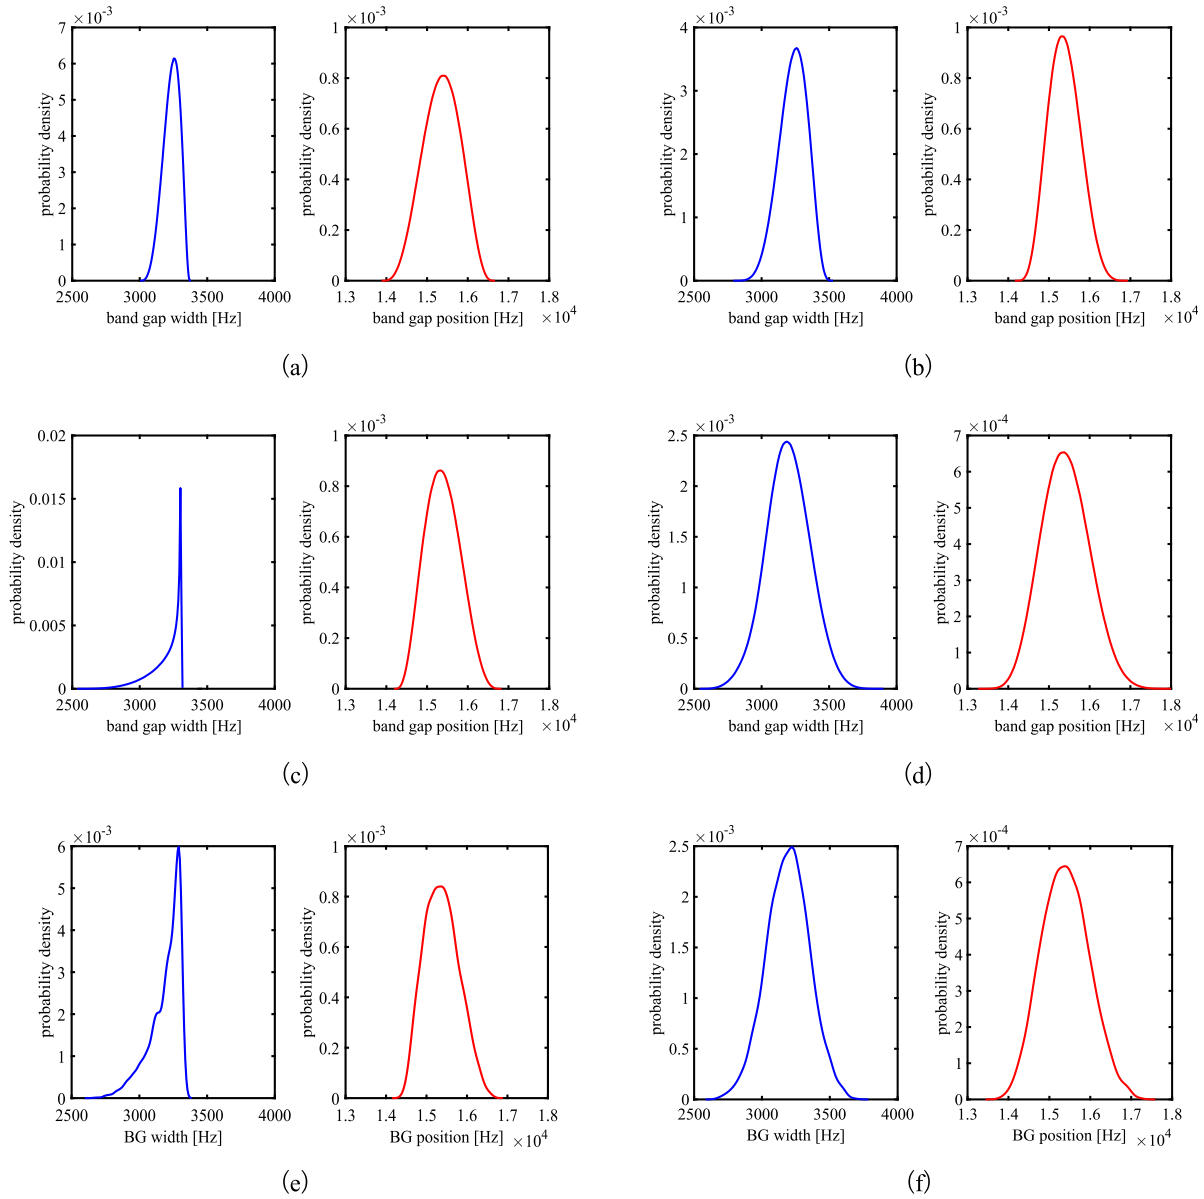 ×10⁻³
7
6
5
4
3
2
1
0
2500 3000 3500 4000
probability density
band gap width [Hz]
×10⁻³
1
0.8
0.6
0.4
0.2
0
1.3 1.4 1.5 1.6 1.7 1.8
probability density
band gap position [Hz] ×10⁴
(a)
×10⁻³
4
3
2
1
0
2500 3000 3500 4000
probability density
band gap width [Hz]
×10⁻³
1
0.8
0.6
0.4
0.2
0
1.3 1.4 1.5 1.6 1.7 1.8
probability density
band gap position [Hz] ×10⁴
(b)
0.02
0.015
0.01
0.005
0
2500 3000 3500 4000
probability density
band gap width [Hz]
×10⁻³
1
0.8
0.6
0.4
0.2
0
1.3 1.4 1.5 1.6 1.7 1.8
probability density
band gap position [Hz] ×10⁴
(c)
×10⁻³
2.5
2
1.5
1
0.5
0
2500 3000 3500 4000
probability density
band gap width [Hz]
×10⁻⁴
7
6
5
4
3
2
1
0
1.3 1.4 1.5 1.6 1.7 1.8
probability density
band gap position [Hz] ×10⁴
(d)
×10⁻³
6
5
4
3
2
1
0
2500 3000 3500 4000
probability density
BG width [Hz]
×10⁻³
1
0.8
0.6
0.4
0.2
0
1.3 1.4 1.5 1.6 1.7 1.8
probability density
BG position [Hz] ×10⁴
(e)
×10⁻³
2.5
2
1.5
1
0.5
0
2500 3000 3500 4000
probability density
BG width [Hz]
×10⁻⁴
7
6
5
4
3
2
1
0
1.3 1.4 1.5 1.6 1.7 1.8
probability density
BG position [Hz] ×10⁴
(f)